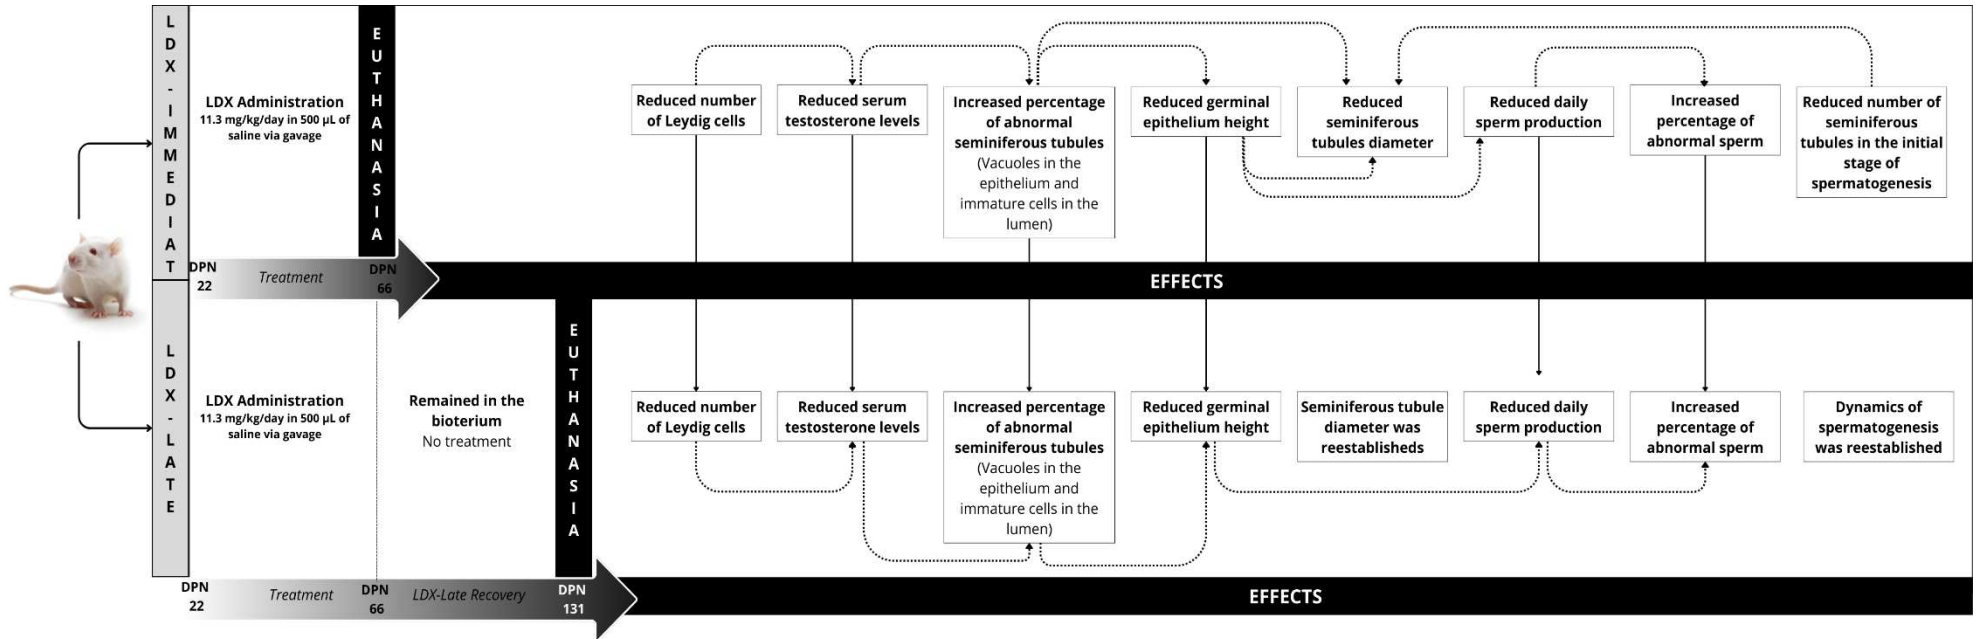 LDX-IMMEDIAT
LDX Administration
11.3 mg/kg/day in 500 µL of
saline via gavage
EUTHANASIA
Reduced number
of Leydig cells
Reduced serum
testosterone levels
Increased percentage
of abnormal
seminiferous tubules
(Vacuoles in the
epithelium and
immature cells in the
lumen)
Reduced germinal
epithelium height
Reduced
seminiferous
tubules diameter
Reduced daily
sperm production
Increased
percentage of
abnormal sperm
Reduced number of
seminiferous
tubules in the initial
stage of
spermatogenesis
DPN
22
Treatment
DPN
66
EFFECTS
LDX-LATE
LDX Administration
11.3 mg/kg/day in 500 µL of
saline via gavage
Remained in the
bioterium
No treatment
EUTHANASIA
Reduced number
of Leydig cells
Reduced serum
testosterone levels
Increased percentage
of abnormal
seminiferous tubules
(Vacuoles in the
epithelium and
immature cells in the
lumen)
Reduced germinal
epithelium height
Seminiferous tubule
diameter was
reestablisheds
Reduced daily
sperm production
Increased
percentage of
abnormal sperm
Dynamics of
spermatogenesis
was reestablished
DPN
22
Treatment
DPN
66
LDX-Late Recovery
DPN
131
EFFECTS